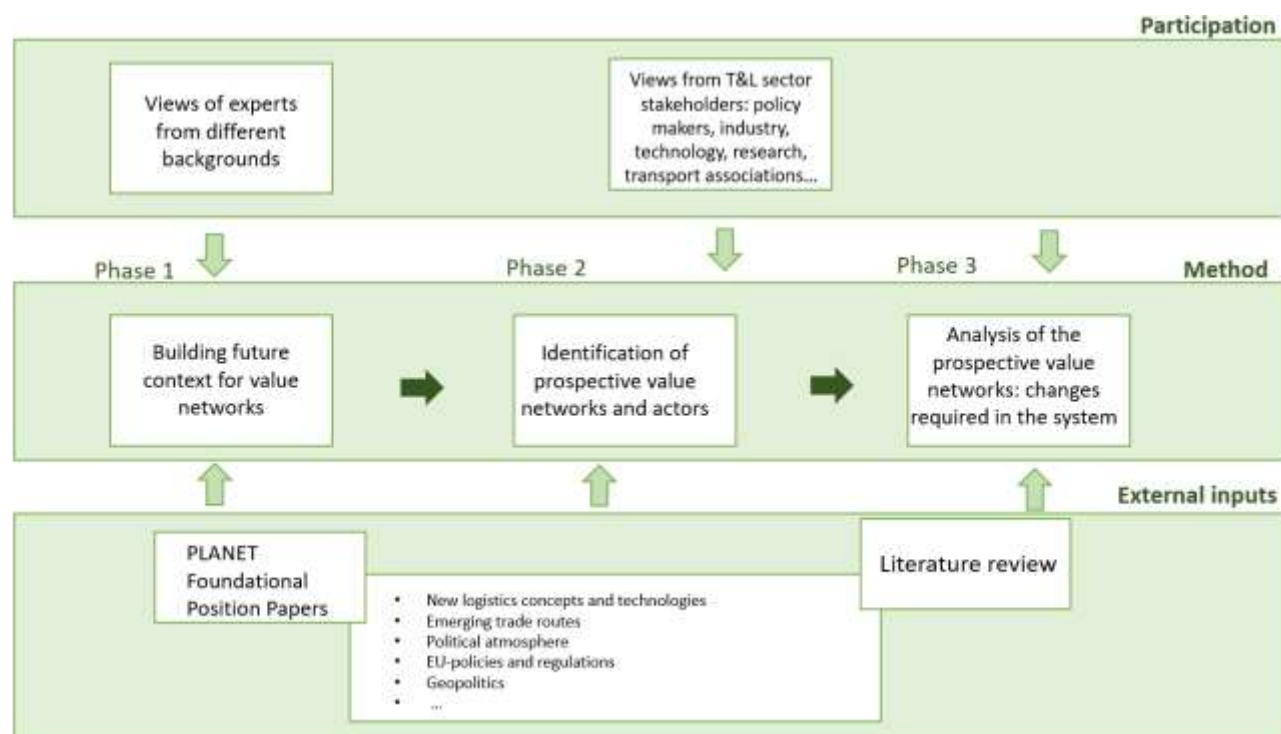 Participation
Views of experts
from different
backgrounds
Views from T&L sector
stakeholders: policy
makers, industry,
technology, research,
transport associations...
Phase 1
Phase 2
Phase 3
Method
Building future
context for value
networks
Identification of
prospective value
networks and actors
Analysis of the
prospective value
networks: changes
required in the system
External inputs
PLANET
Foundational
Position Papers
Literature review
• New logistics concepts and technologies
• Emerging trade routes
• Political atmosphere
• EU-policies and regulations
• Geopolitics
• ...